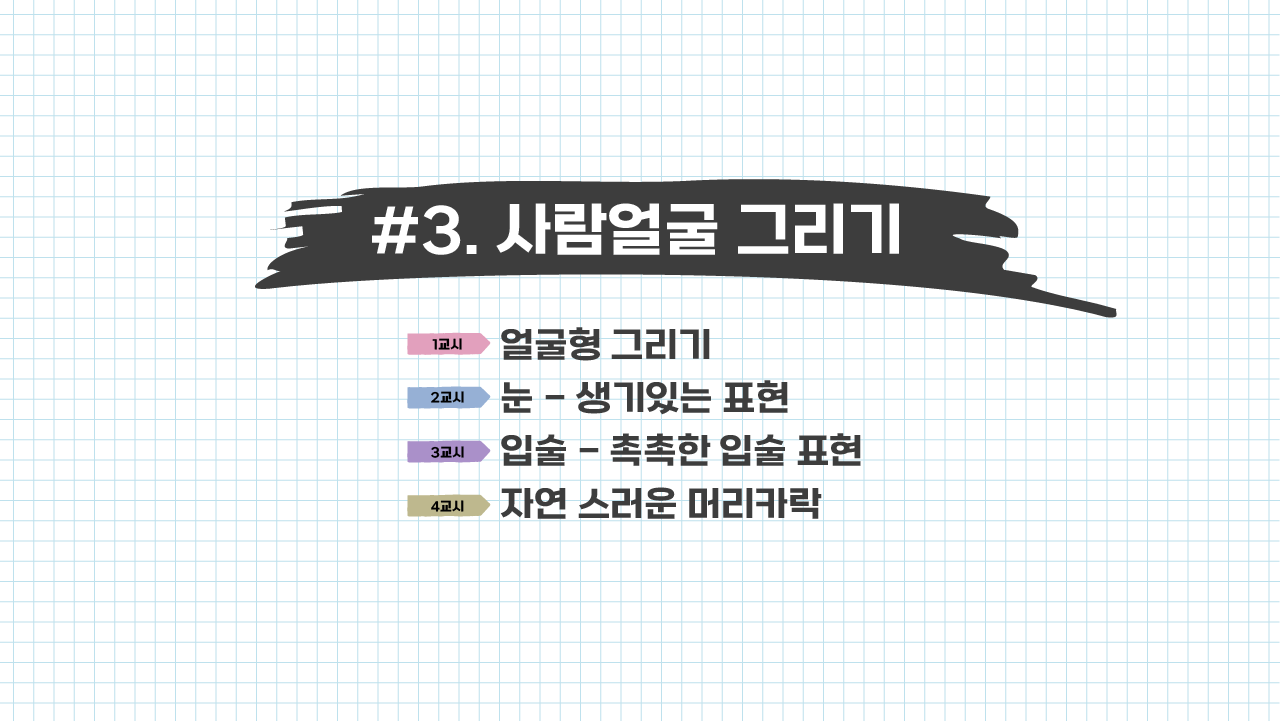 #3. 사람얼굴 그리기
1교시 얼굴형 그리기
2교시 눈 - 생기있는 표현
3교시 입술 - 촉촉한 입술 표현
4교시 자연 스러운 머리카락